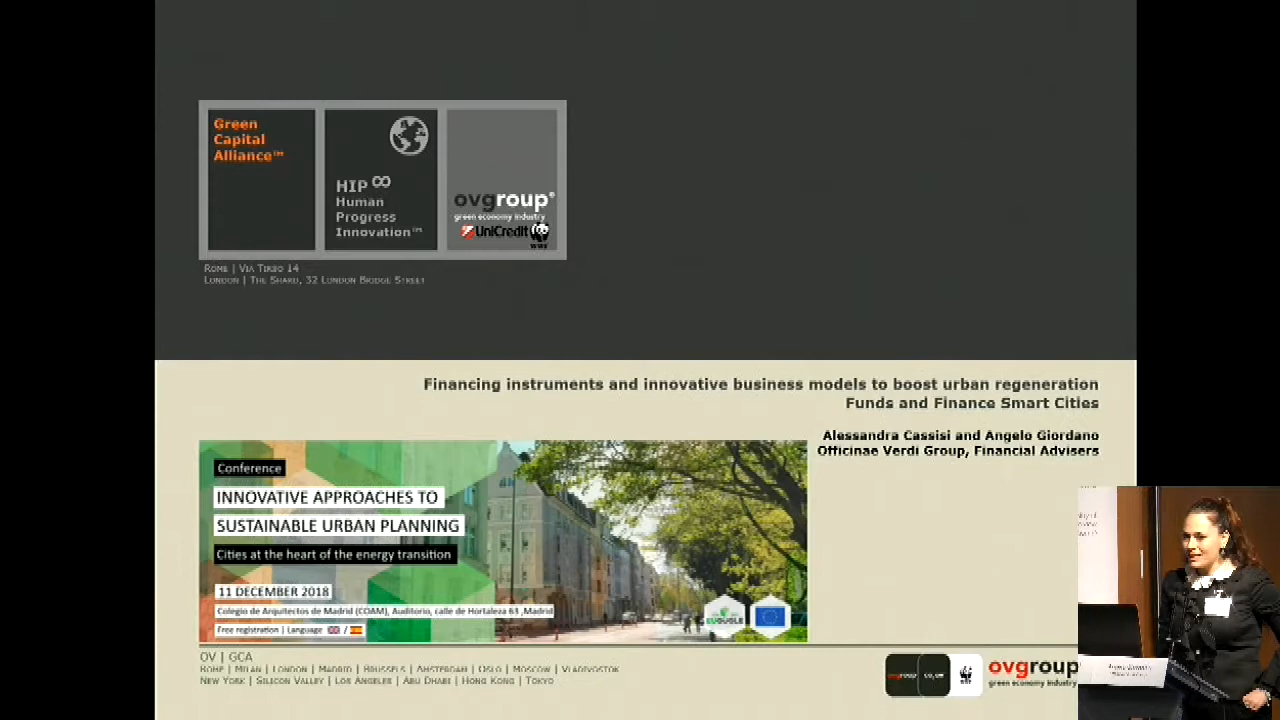 Green
Capital
Alliance™
HIP ∞
Human
Progress
Innovation™
ovgroup®
green economy industry
UniCredit
WWF
ROME | VIA TIRSO 14
LONDON | THE SHARD, 32 LONDON BRIDGE STREET
Financing instruments and innovative business models to boost urban regeneration
Funds and Finance Smart Cities
Alessandra Cassisi and Angelo Giordano
Officinae Verdi Group, Financial Advisers
Conference
INNOVATIVE APPROACHES TO
SUSTAINABLE URBAN PLANNING
Cities at the heart of the energy transition
11 DECEMBER 2018
Colegio de Arquitectos de Madrid (COAM), Auditorio, calle de Hortaleza 63 ,Madrid
Free registration | Language /
EUGUGLE
OV | GCA
ROME | MILAN | LONDON | MADRID | BRUSSELS | AMSTERDAM | OSLO | MOSCOW | VLADIVOSTOK
NEW YORK | SILICON VALLEY | LOS ANGELES | ABU DHABI | HONG KONG | TOKYO
ovgroup
WWF
ovgroup
green economy industry